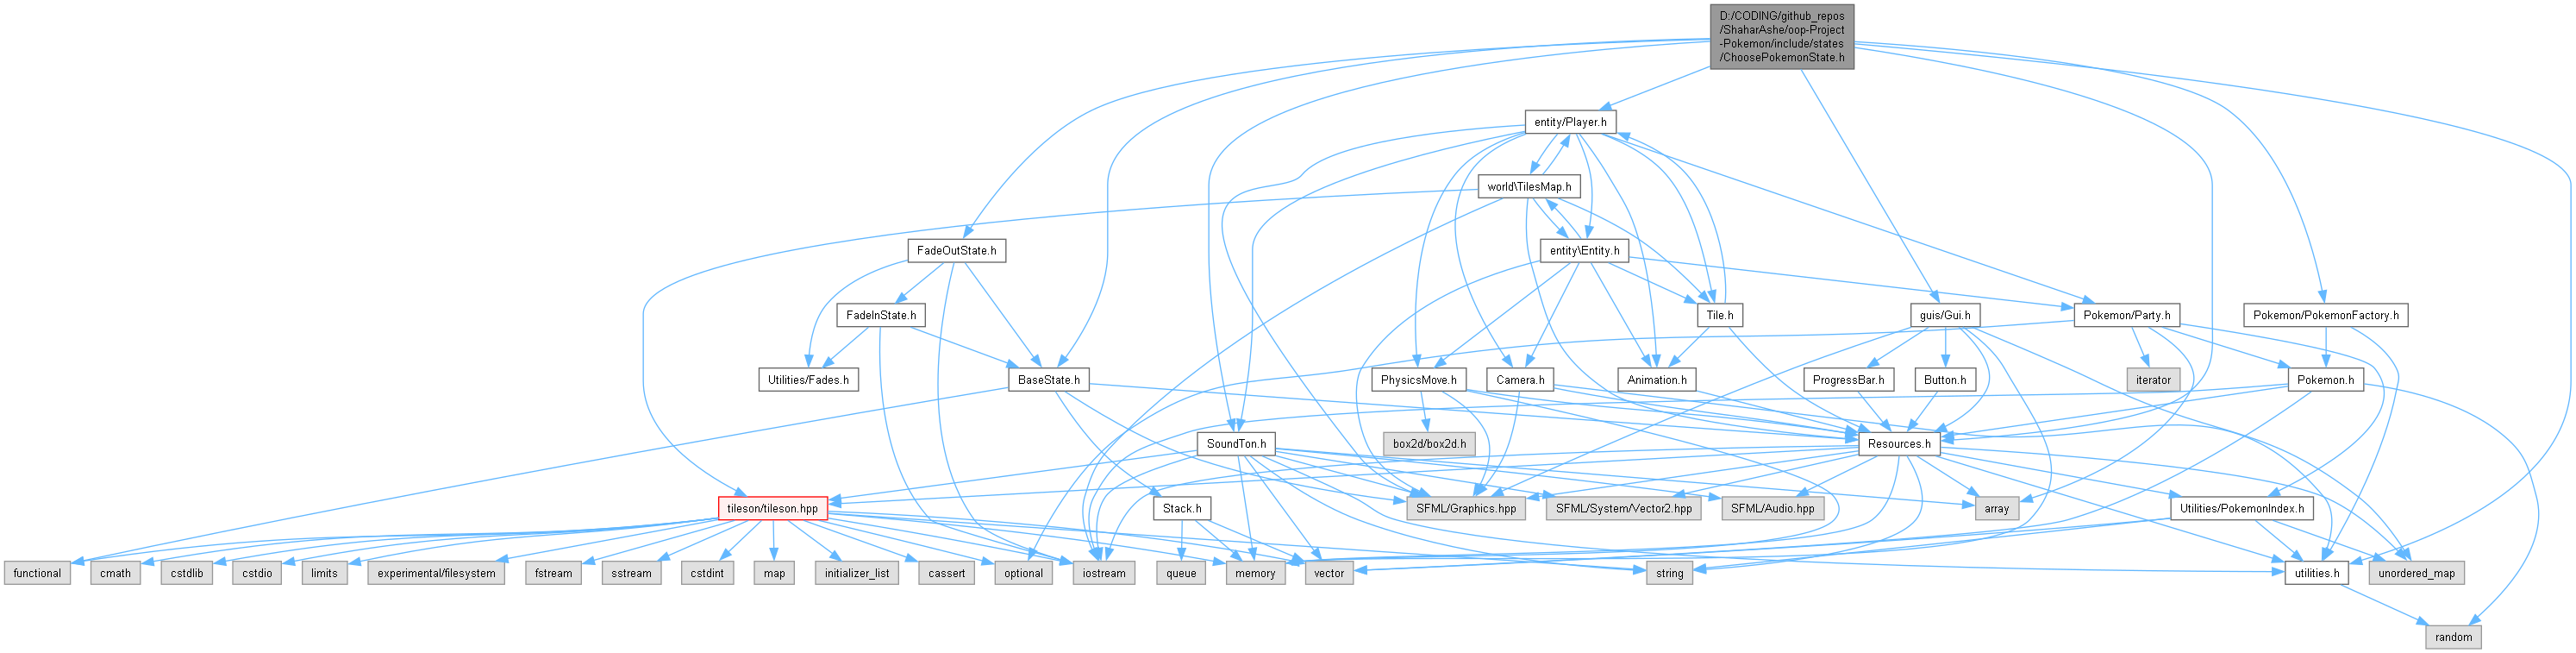 D:/CODING/github_repos
/ShaharAshe/oop-Project
-Pokemon/include/states
/ChoosePokemonState.h
entity/Player.h
world\TilesMap.h
FadeOutState.h
entity\Entity.h
FadeInState.h
Tile.h
guis/Gui.h
Pokemon/Party.h
Pokemon/PokemonFactory.h
Utilities/Fades.h
BaseState.h
PhysicsMove.h
Camera.h
Animation.h
ProgressBar.h
Button.h
iterator
Pokemon.h
SoundTon.h
box2d/box2d.h
Resources.h
tileson/tileson.hpp
Stack.h
SFML/Graphics.hpp
SFML/System/Vector2.hpp
SFML/Audio.hpp
array
Utilities/PokemonIndex.h
functional
cmath
cstdlib
cstdio
limits
experimental/filesystem
fstream
sstream
cstdint
map
initializer_list
cassert
optional
iostream
queue
memory
vector
string
utilities.h
unordered_map
random